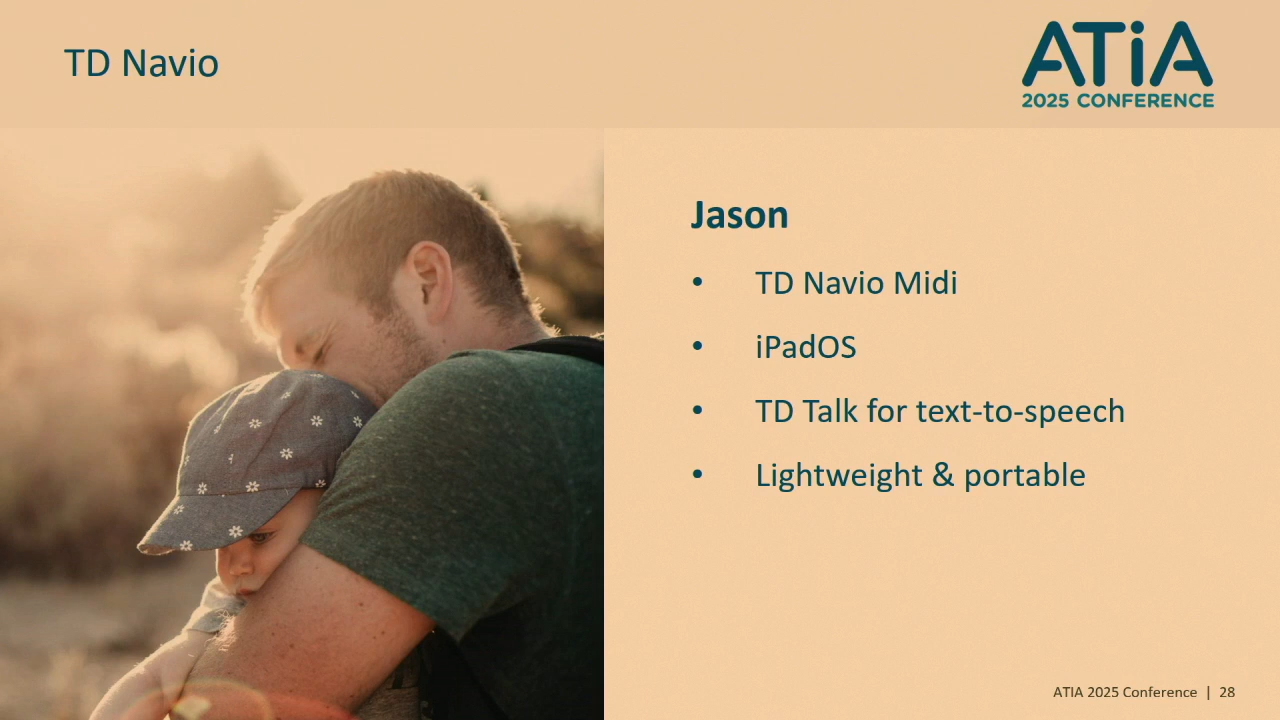 TD Navio
ATiA
2025 CONFERENCE
Jason
• TD Navio Midi
• iPadOS
• TD Talk for text-to-speech
• Lightweight & portable
ATIA 2025 Conference | 28